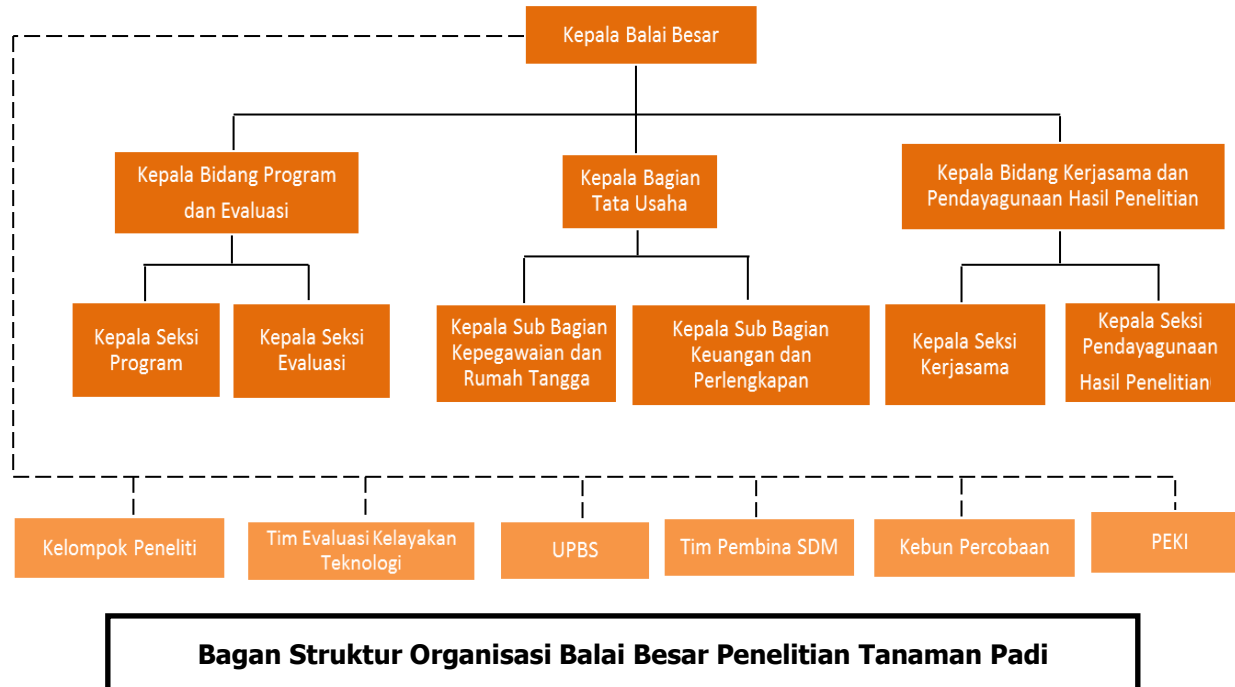 Kepala Balai Besar
Kepala Bidang Program
dan Evaluasi
Kepala Bagian
Tata Usaha
Kepala Bidang Kerjasama dan
Pendayagunaan Hasil Penelitian
Kepala Seksi
Program
Kepala Seksi
Evaluasi
Kepala Sub Bagian
Kepegawaian dan
Rumah Tangga
Kepala Sub Bagian
Keuangan dan
Perlengkapan
Kepala Seksi
Kerjasama
Kepala Seksi
Pendayagunaan
Hasil Penelitian
Kelompok Peneliti
Tim Evaluasi Kelayakan
Teknologi
UPBS
Tim Pembina SDM
Kebun Percobaan
PEKI
Bagan Struktur Organisasi Balai Besar Penelitian Tanaman Padi